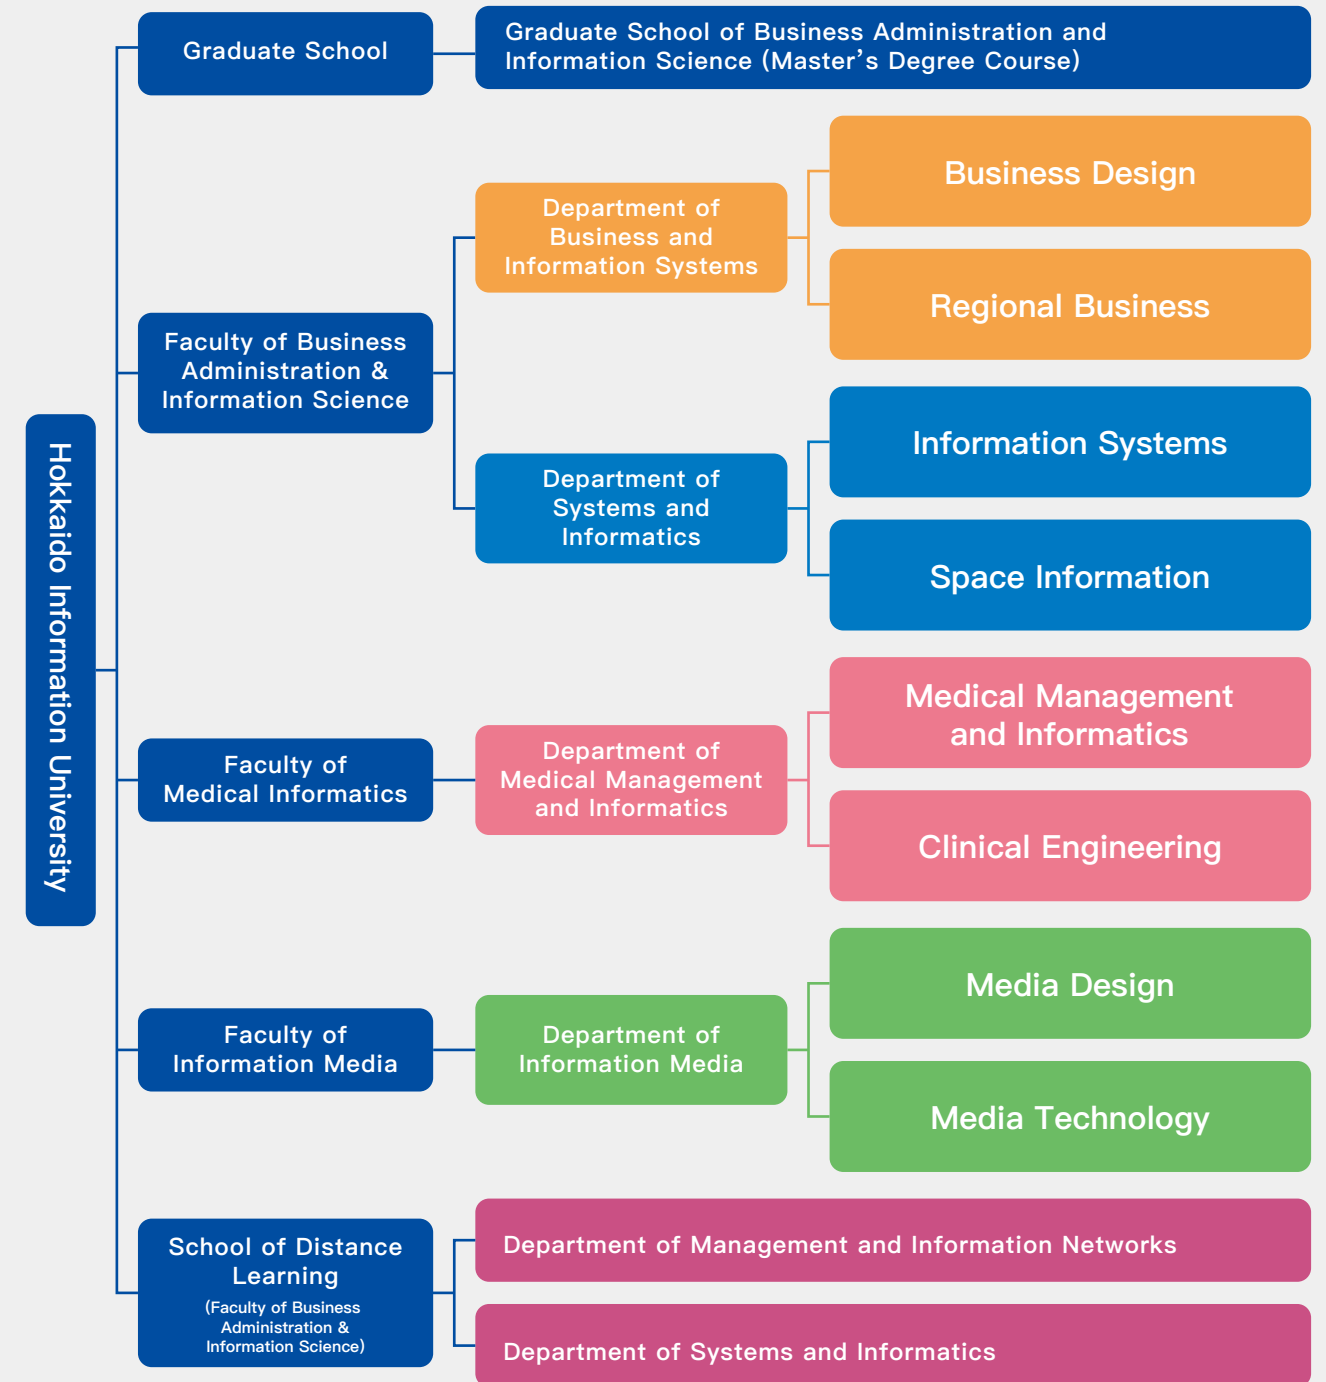 Hokkaido Information University
Graduate School
Graduate School of Business Administration and
Information Science (Master’s Degree Course)
Faculty of Business
Administration &
Information Science
Department of
Business and
Information Systems
Business Design
Regional Business
Department of
Systems and
Informatics
Information Systems
Space Information
Faculty of
Medical Informatics
Department of
Medical Management
and Informatics
Medical Management
and Informatics
Clinical Engineering
Faculty of
Information Media
Department of
Information Media
Media Design
Media Technology
School of Distance
Learning
(Faculty of Business
Administration &
Information Science)
Department of Management and Information Networks
Department of Systems and Informatics